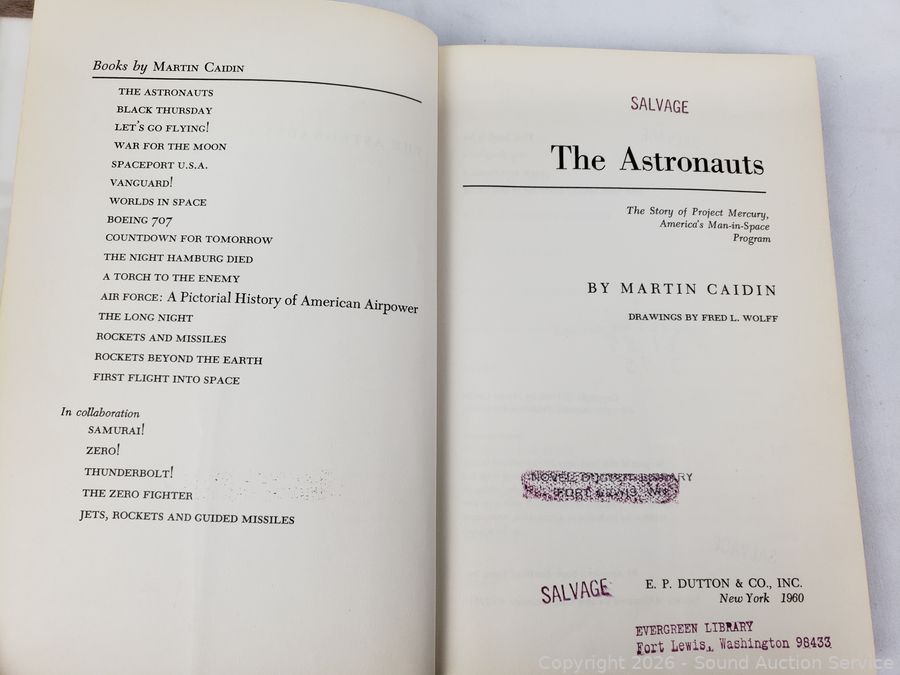 Books by MARTIN CAIDIN
THE ASTRONAUTS
BLACK THURSDAY
LET'S GO FLYING!
WAR FOR THE MOON
SPACEPORT U.S.A.
VANGUARD!
WORLDS IN SPACE
BOEING 707
COUNTDOWN FOR TOMORROW
THE NIGHT HAMBURG DIED
A TORCH TO THE ENEMY
AIR FORCE: A Pictorial History of American Airpower
THE LONG NIGHT
ROCKETS AND MISSILES
ROCKETS BEYOND THE EARTH
FIRST FLIGHT INTO SPACE
In collaboration
SAMURAI!
ZERO!
THUNDERBOLT!
THE ZERO FIGHTER
JETS, ROCKETS AND GUIDED MISSILES
SALVAGE
The Astronauts
The Story of Project Mercury,
America's Man-in-Space
Program
BY MARTIN CAIDIN
DRAWINGS BY FRED L. WOLFF
LIBRARY
FORT
SALVAGE
E. P. DUTTON & CO., INC.
New York 1960
EVERGREEN LIBRARY
Fort Lewis, Washington 98433
Copyright 2026 - Sound Auction Service